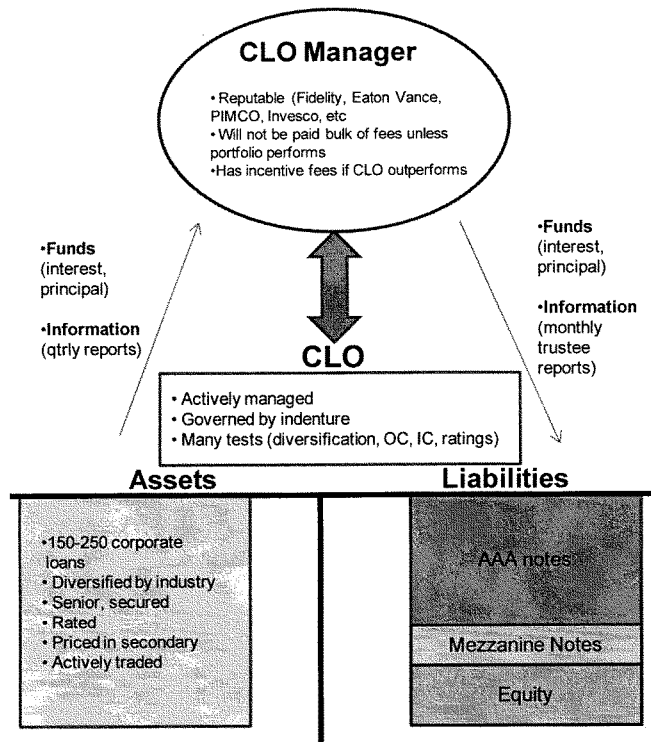 CLO Manager
•Reputable (Fidelity, Eaton Vance,
PIMCO, Invesco, etc
•Will not be paid bulk of fees unless
portfolio performs
•Has incentive fees if CLO outperforms
•Funds
(interest,
principal)
•Information
(qtrly reports)
•Funds
(interest,
principal)
•Information
(monthly
trustee
reports)
CLO
• Actively managed
• Governed by indenture
• Many tests (diversification, OC, IC, ratings)
Assets
Liabilities
•150-250 corporate
loans
• Diversified by industry
• Senior, secured
• Rated
• Priced in secondary
• Actively traded
AAA notes
Mezzanine Notes
Equity